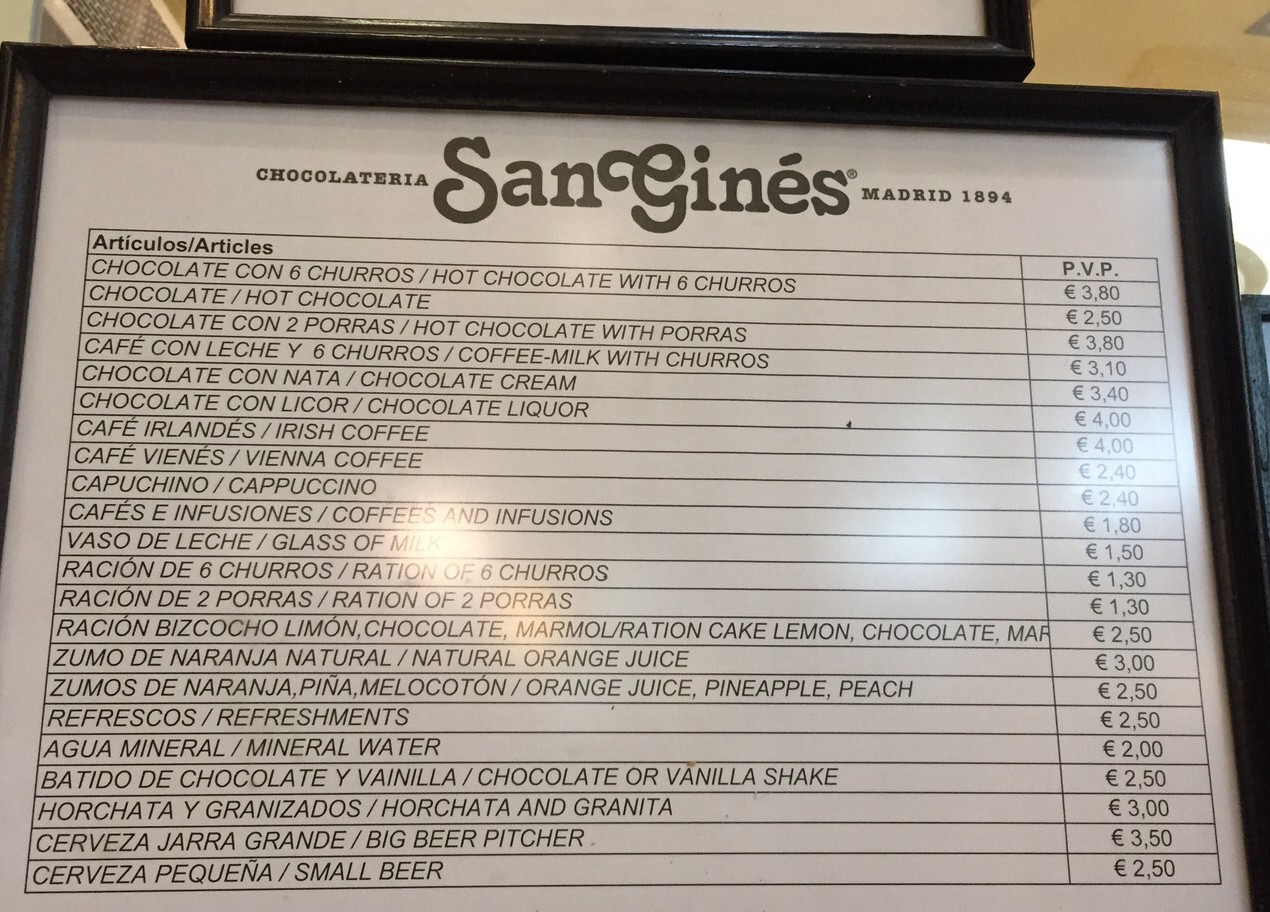 CHOCOLATERIA San Ginés® MADRID 1894
Artículos/Articles P.V.P.
CHOCOLATE CON 6 CHURROS / HOT CHOCOLATE WITH 6 CHURROS € 3,80
CHOCOLATE / HOT CHOCOLATE € 2,50
CHOCOLATE CON 2 PORRAS / HOT CHOCOLATE WITH PORRAS € 3,80
CAFÉ CON LECHE Y 6 CHURROS / COFFEE-MILK WITH CHURROS € 3,10
CHOCOLATE CON NATA / CHOCOLATE CREAM € 3,40
CHOCOLATE CON LICOR / CHOCOLATE LIQUOR € 4,00
CAFÉ IRLANDÉS / IRISH COFFEE € 4,00
CAFÉ VIENÉS / VIENNA COFFEE € 2,40
CAPUCHINO / CAPPUCCINO € 2,40
CAFÉS E INFUSIONES / COFFEES AND INFUSIONS € 1,80
VASO DE LECHE / GLASS OF MILK € 1,50
RACIÓN DE 6 CHURROS / RATION OF 6 CHURROS € 1,30
RACIÓN DE 2 PORRAS / RATION OF 2 PORRAS € 1,30
RACIÓN BIZCOCHO LIMÓN,CHOCOLATE, MARMOL/RATION CAKE LEMON, CHOCOLATE, MAR € 2,50
ZUMO DE NARANJA NATURAL / NATURAL ORANGE JUICE € 3,00
ZUMOS DE NARANJA,PIÑA,MELOCOTÓN / ORANGE JUICE, PINEAPPLE, PEACH € 2,50
REFRESCOS / REFRESHMENTS € 2,50
AGUA MINERAL / MINERAL WATER € 2,00
BATIDO DE CHOCOLATE Y VAINILLA / CHOCOLATE OR VANILLA SHAKE € 2,50
HORCHATA Y GRANIZADOS / HORCHATA AND GRANITA € 3,00
CERVEZA JARRA GRANDE / BIG BEER PITCHER € 3,50
CERVEZA PEQUEÑA / SMALL BEER € 2,50